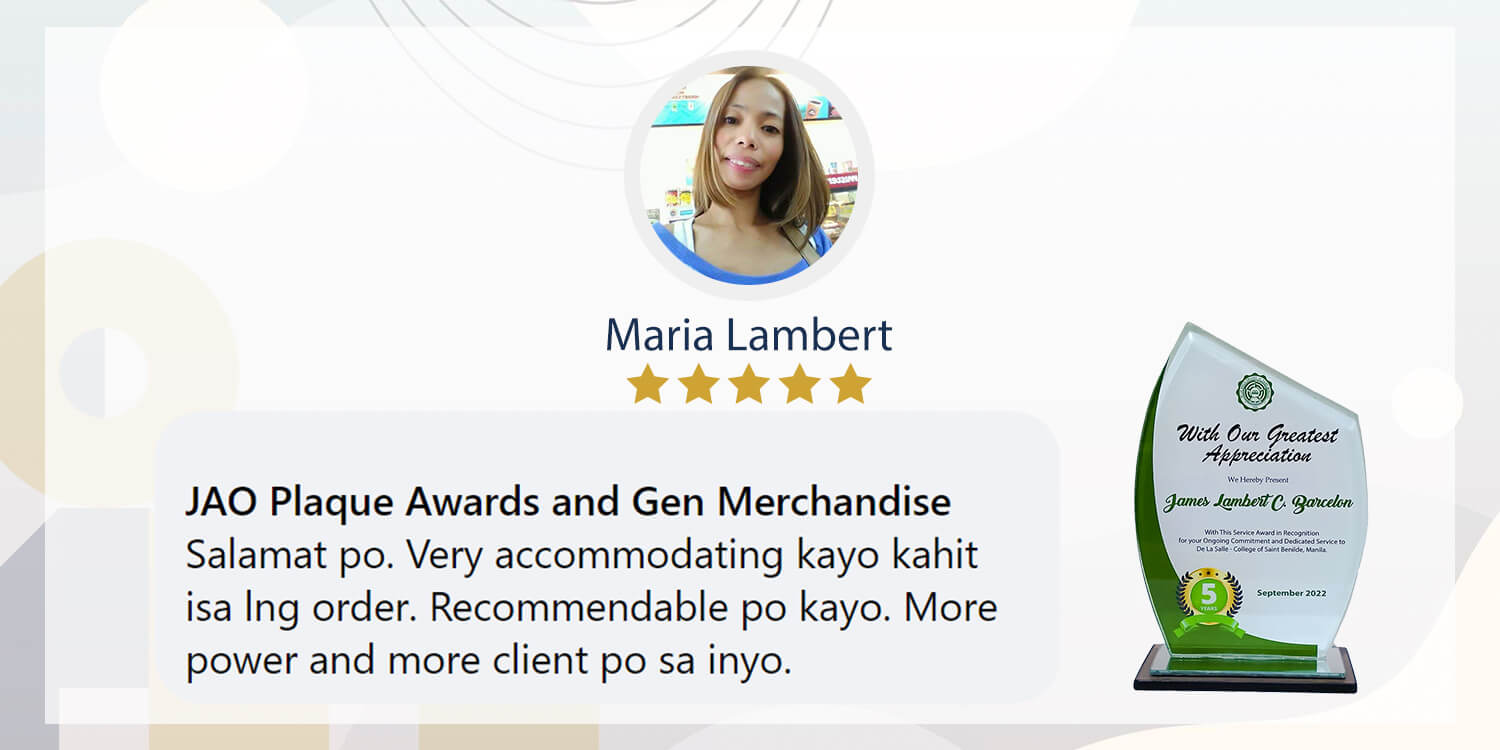 Maria Lambert
JAO Plaque Awards and Gen Merchandise
Salamat po. Very accommodating kayo kahit
isa lng order. Recommendable po kayo. More
power and more client po sa inyo.
With Our Greatest
Appreciation
We Hereby Present
James Lambert C. Barcelon
With This Service Award in Recognition
for your Ongoing Commitment and Dedicated Service to
De La Salle - College of Saint Benilde, Manila.
5
YEARS
September 2022